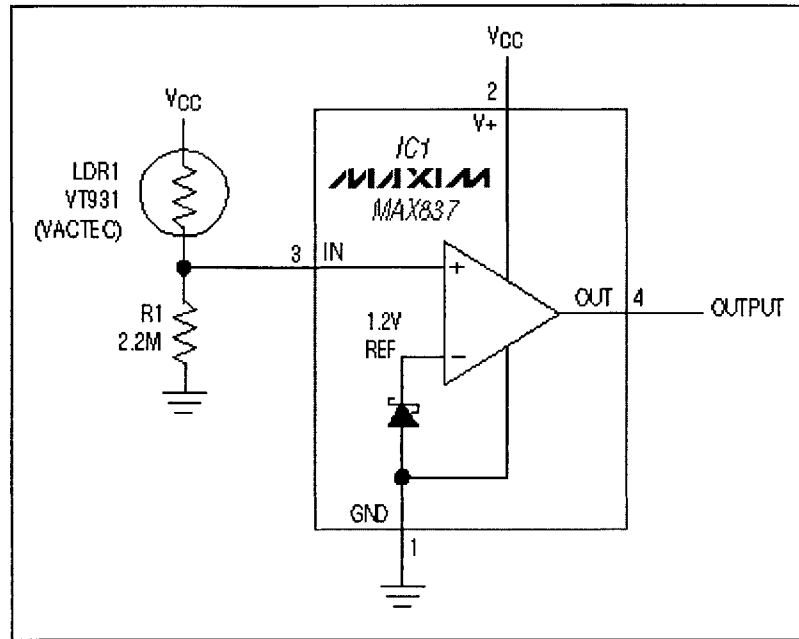 VCC
2
V+
VCC
IC1
MAXIM
MAX837
LDR1
VT931
(VACTEC)
3
IN
+
OUT
4
OUTPUT
R1
2.2M
1.2V
REF
−
GND
1